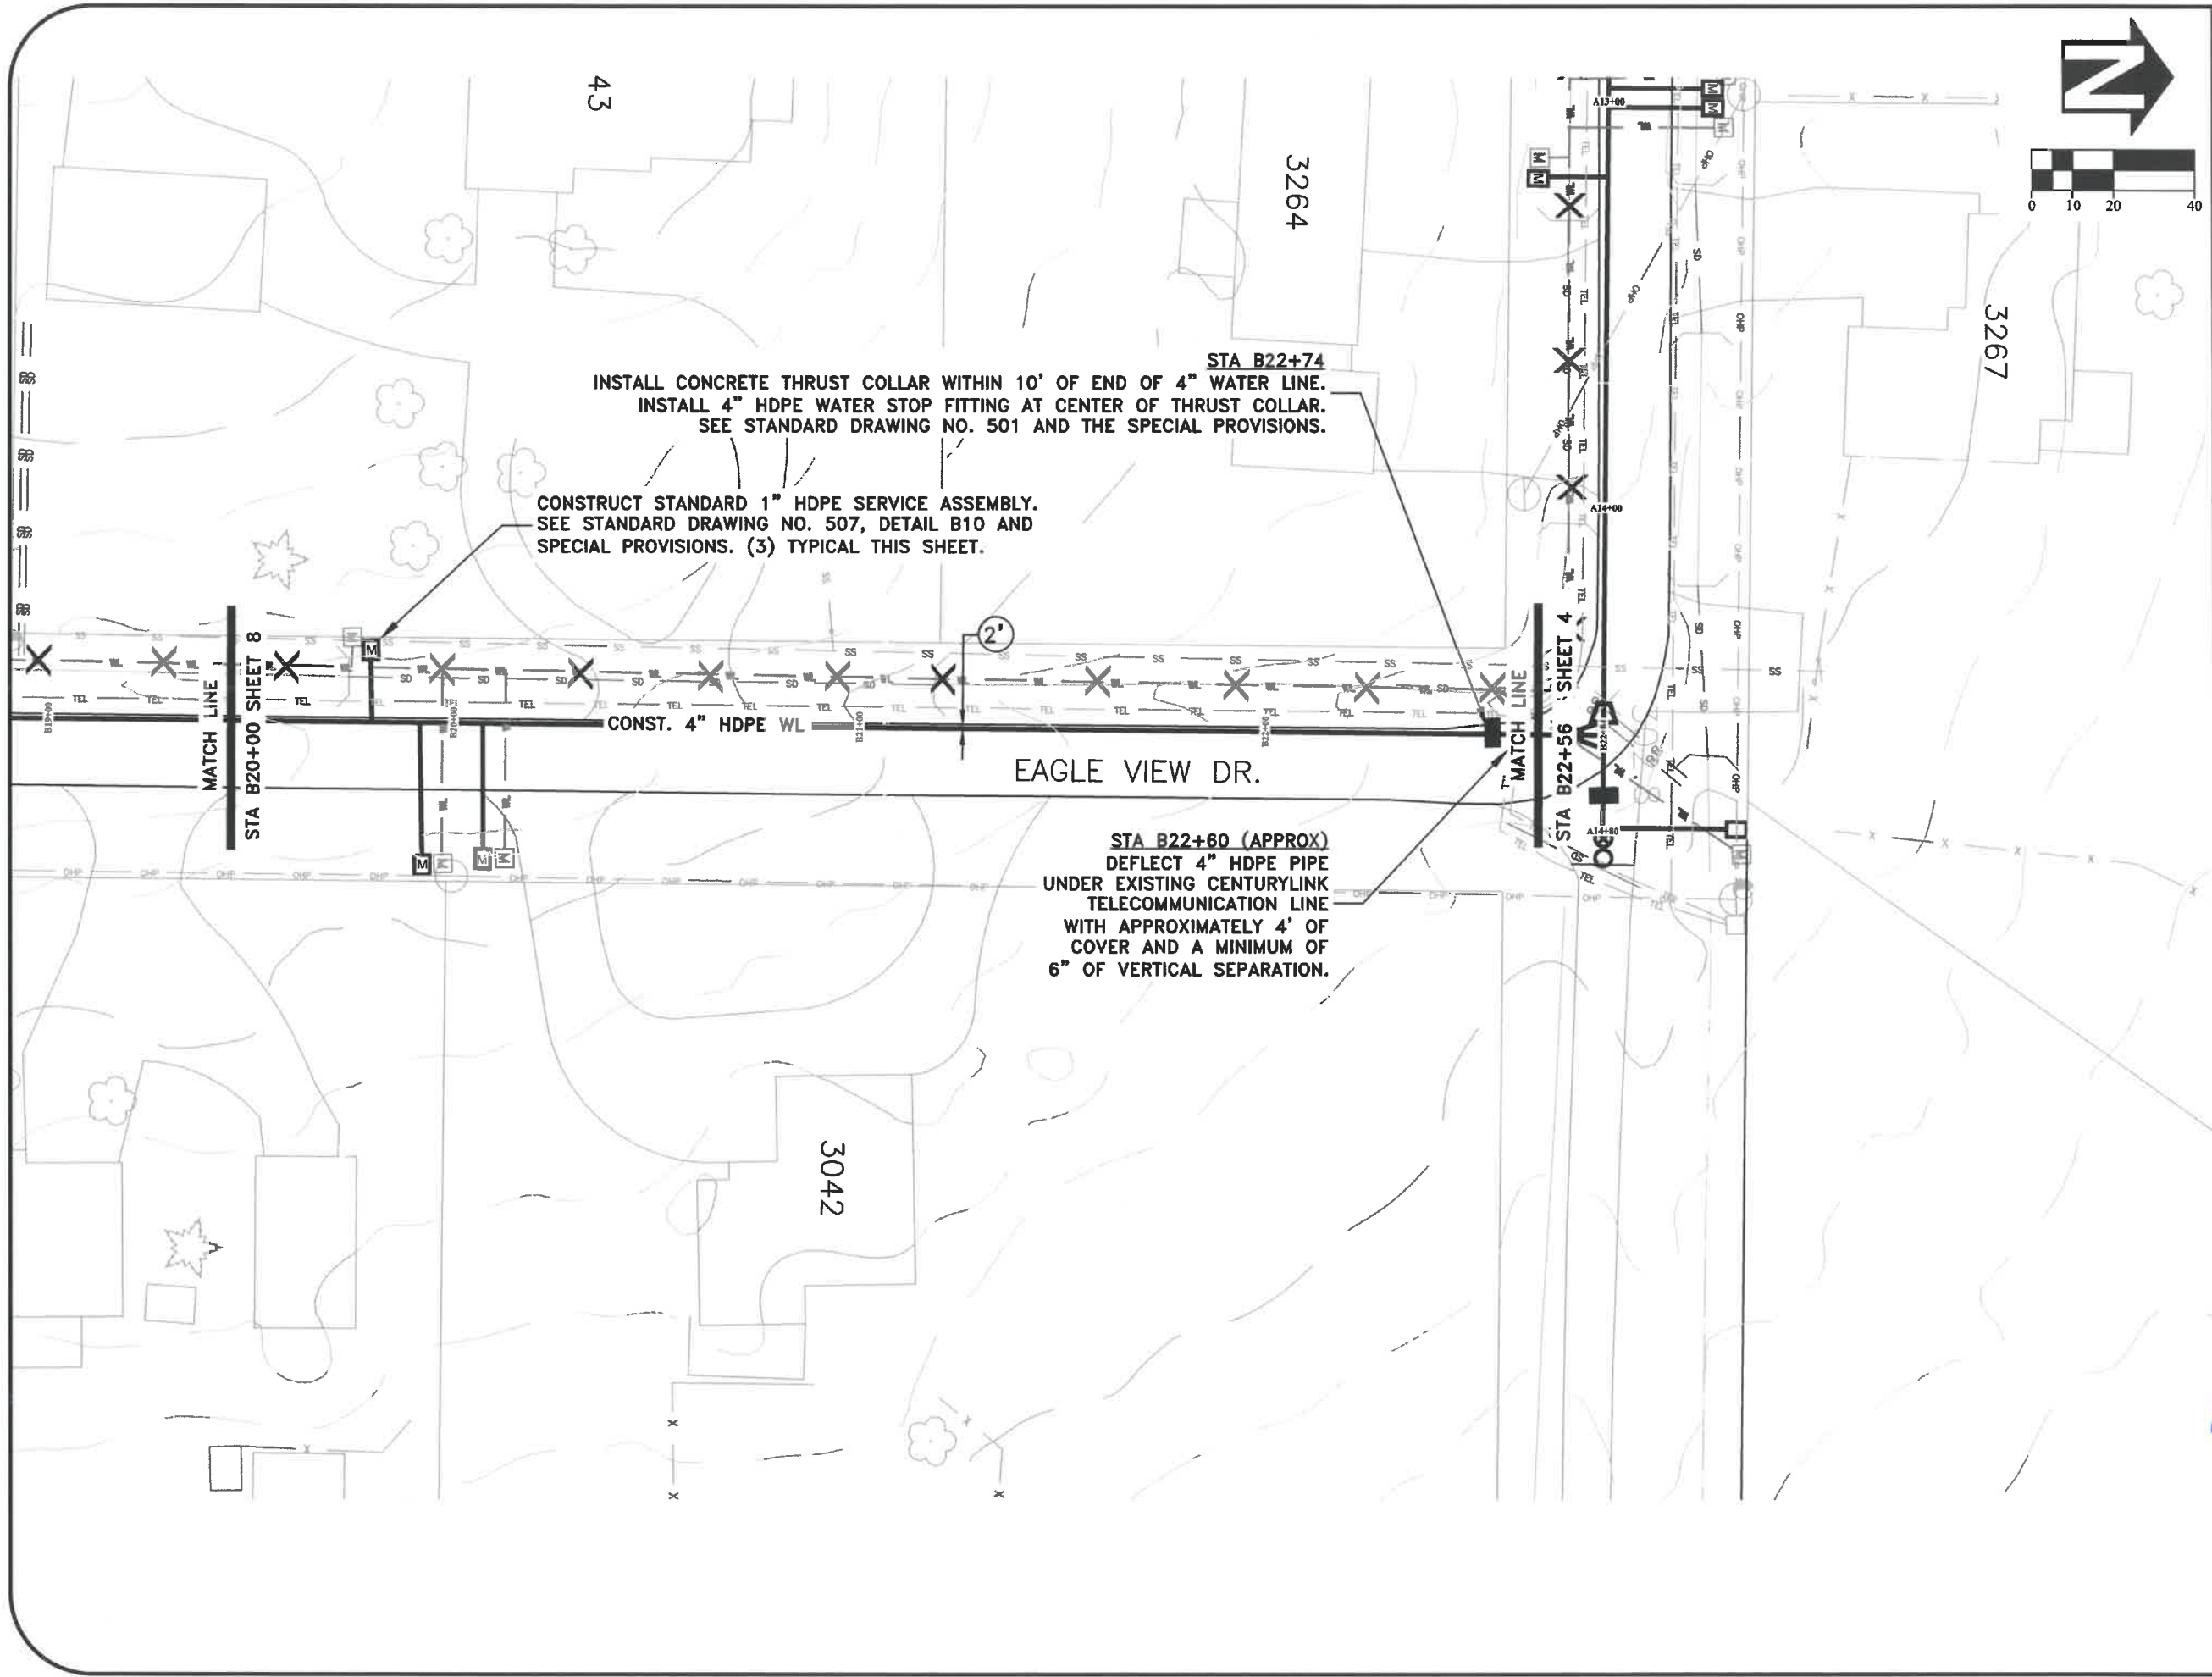 N
0 10 20 40
43
3264
3267
A13+00
STA B22+74
INSTALL CONCRETE THRUST COLLAR WITHIN 10' OF END OF 4" WATER LINE.
INSTALL 4" HDPE WATER STOP FITTING AT CENTER OF THRUST COLLAR.
SEE STANDARD DRAWING NO. 501 AND THE SPECIAL PROVISIONS.
CONSTRUCT STANDARD 1" HDPE SERVICE ASSEMBLY.
SEE STANDARD DRAWING NO. 507, DETAIL B10 AND
SPECIAL PROVISIONS. (3) TYPICAL THIS SHEET.
A14+00
MATCH LINE
STA B20+00 SHEET 8
2'
B19+00
B20+00
CONST. 4" HDPE WL
B21+00
B22+00
EAGLE VIEW DR.
MATCH LINE
STA B22+56 SHEET 4
A14+80
STA B22+60 (APPROX)
DEFLECT 4" HDPE PIPE
UNDER EXISTING CENTURYLINK
TELECOMMUNICATION LINE
WITH APPROXIMATELY 4' OF
COVER AND A MINIMUM OF
6" OF VERTICAL SEPARATION.
3042
M
SS
SD
WL
TEL
OHP
X